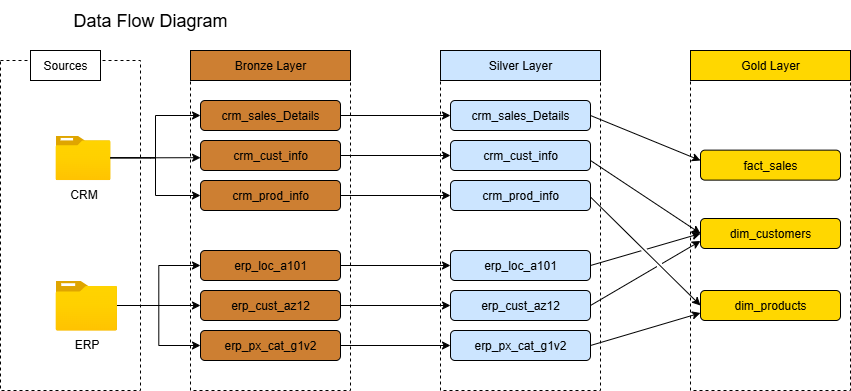 Data Flow Diagram
Sources
Bronze Layer
Silver Layer
Gold Layer
CRM
ERP
crm_sales_Details
crm_cust_info
crm_prod_info
erp_loc_a101
erp_cust_az12
erp_px_cat_g1v2
crm_sales_Details
crm_cust_info
crm_prod_info
erp_loc_a101
erp_cust_az12
erp_px_cat_g1v2
fact_sales
dim_customers
dim_products